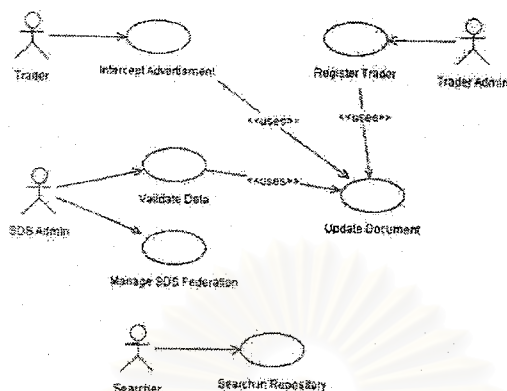 Trader
Intercept Advertisment
Register Trader
Trader Admin
<<uses>>
<<uses>>
SDS Admin
Validate Data
<<uses>>
Update Document
Manage SDS Federation
Searcher
Search in Repository